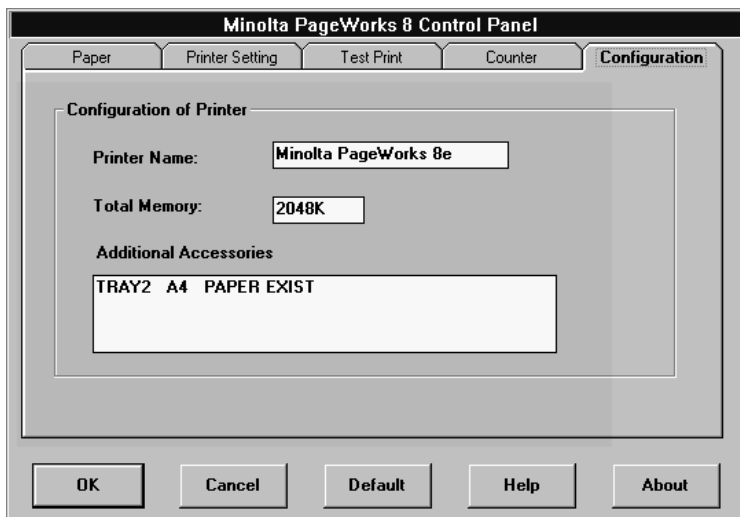 Minolta PageWorks 8 Control Panel
Paper Printer Setting Test Print Counter Configuration
Configuration of Printer
Printer Name: Minolta PageWorks 8e
Total Memory: 2048K
Additional Accessories
TRAY2 A4 PAPER EXIST
OK Cancel Default Help About